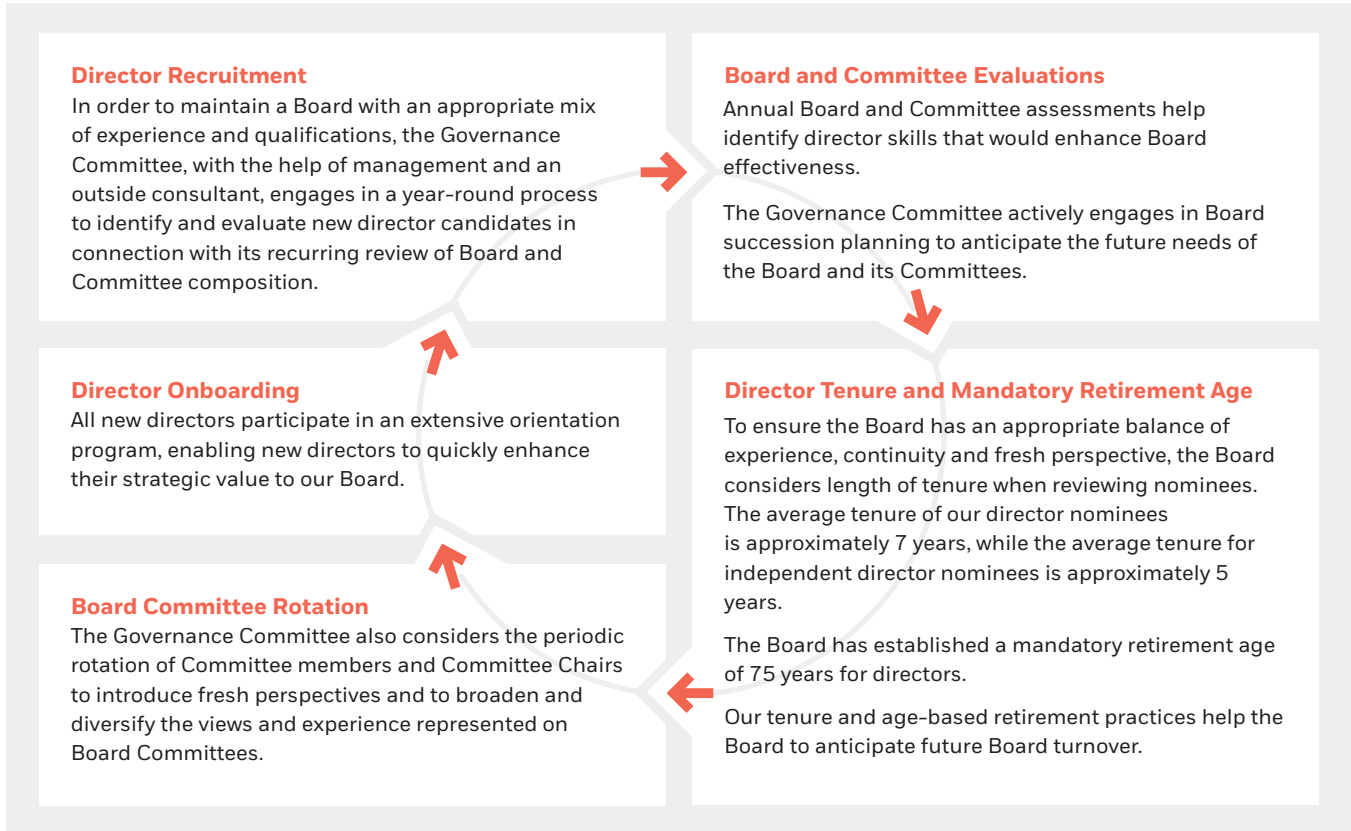 Director Recruitment
In order to maintain a Board with an appropriate mix
of experience and qualifications, the Governance
Committee, with the help of management and an
outside consultant, engages in a year-round process
to identify and evaluate new director candidates in
connection with its recurring review of Board and
Committee composition.
Board and Committee Evaluations
Annual Board and Committee assessments help
identify director skills that would enhance Board
effectiveness.
The Governance Committee actively engages in Board
succession planning to anticipate the future needs of
the Board and its Committees.
Director Tenure and Mandatory Retirement Age
To ensure the Board has an appropriate balance of
experience, continuity and fresh perspective, the Board
considers length of tenure when reviewing nominees.
The average tenure of our director nominees
is approximately 7 years, while the average tenure for
independent director nominees is approximately 5
years.
The Board has established a mandatory retirement age
of 75 years for directors.
Our tenure and age-based retirement practices help the
Board to anticipate future Board turnover.
Board Committee Rotation
The Governance Committee also considers the periodic
rotation of Committee members and Committee Chairs
to introduce fresh perspectives and to broaden and
diversify the views and experience represented on
Board Committees.
Director Onboarding
All new directors participate in an extensive orientation
program, enabling new directors to quickly enhance
their strategic value to our Board.